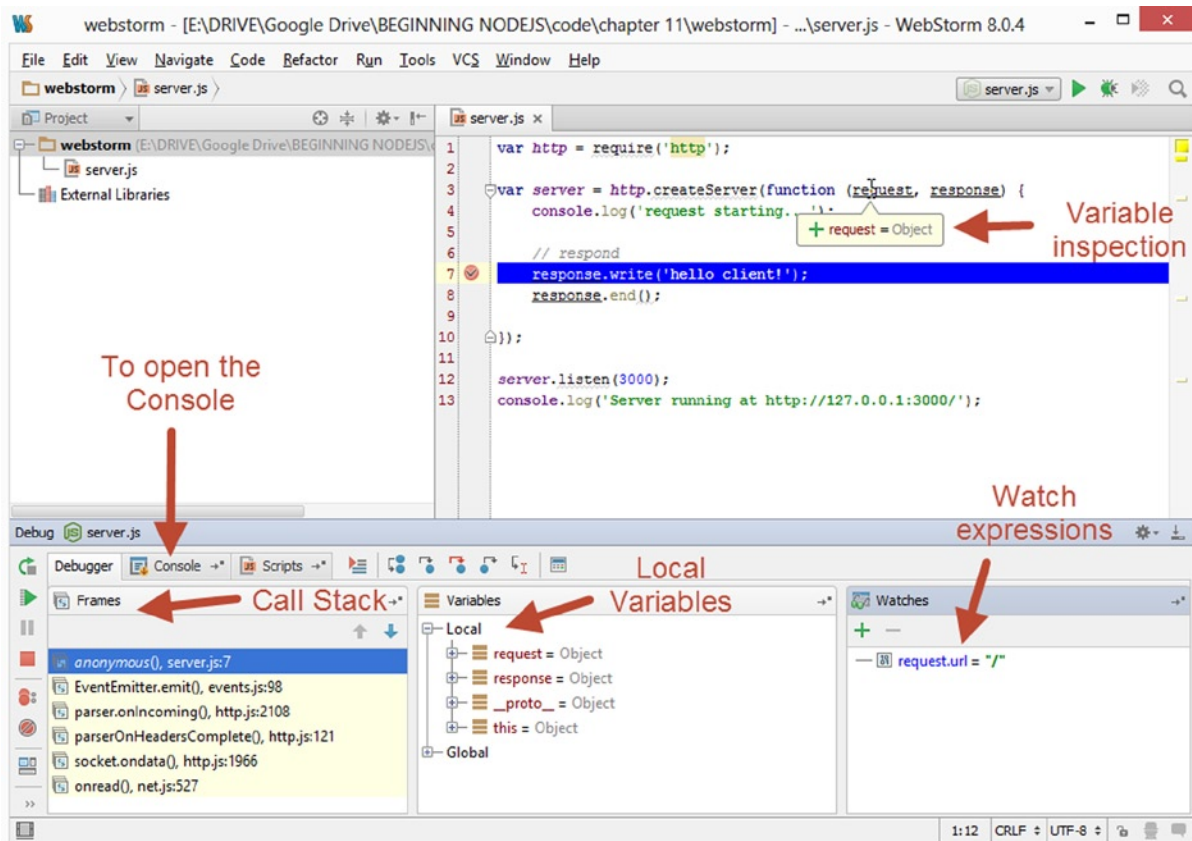 webstorm - [E:\DRIVE\Google Drive\BEGINNING NODEJS\code\chapter 11\webstorm] - ...\server.js - WebStorm 8.0.4
File Edit View Navigate Code Refactor Run Tools VCS Window Help
webstorm server.js
server.js
Project
server.js ×
webstorm (E:\DRIVE\Google Drive\BEGINNING NODEJS\
server.js
External Libraries
1 var http = require('http');
2
3 var server = http.createServer(function (request, response) {
4 console.log('request starting...');
+ request = Object
Variable
inspection
5
6 // respond
7 response.write('hello client!');
8 response.end();
9
10 });
11
12 server.listen(3000);
13 console.log('Server running at http://127.0.0.1:3000/');
To open the
Console
Watch
expressions
Debug server.js
Debugger Console Scripts
Local
Variables
Frames
Call Stack
Variables
Watches
anonymous(), server.js:7
EventEmitter.emit(), events.js:98
parser.onIncoming(), http.js:2108
parserOnHeadersComplete(), http.js:121
socket.ondata(), http.js:1966
onread(), net.js:527
Local
request = Object
response = Object
__proto__ = Object
this = Object
Global
request.url = "/"
1:12 CRLF UTF-8